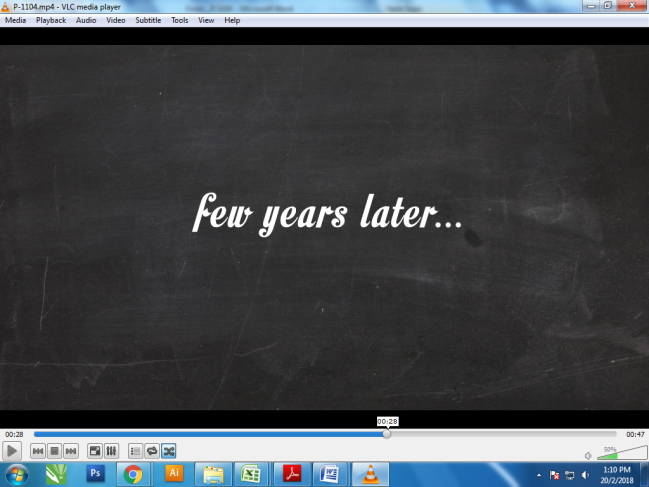 P-1104.mp4 - VLC media player
Media Playback Audio Video Subtitle Tools View Help
few years later...
00:28
00:28
00:47
50%
Ps
Ai
1:10 PM
20/2/2018